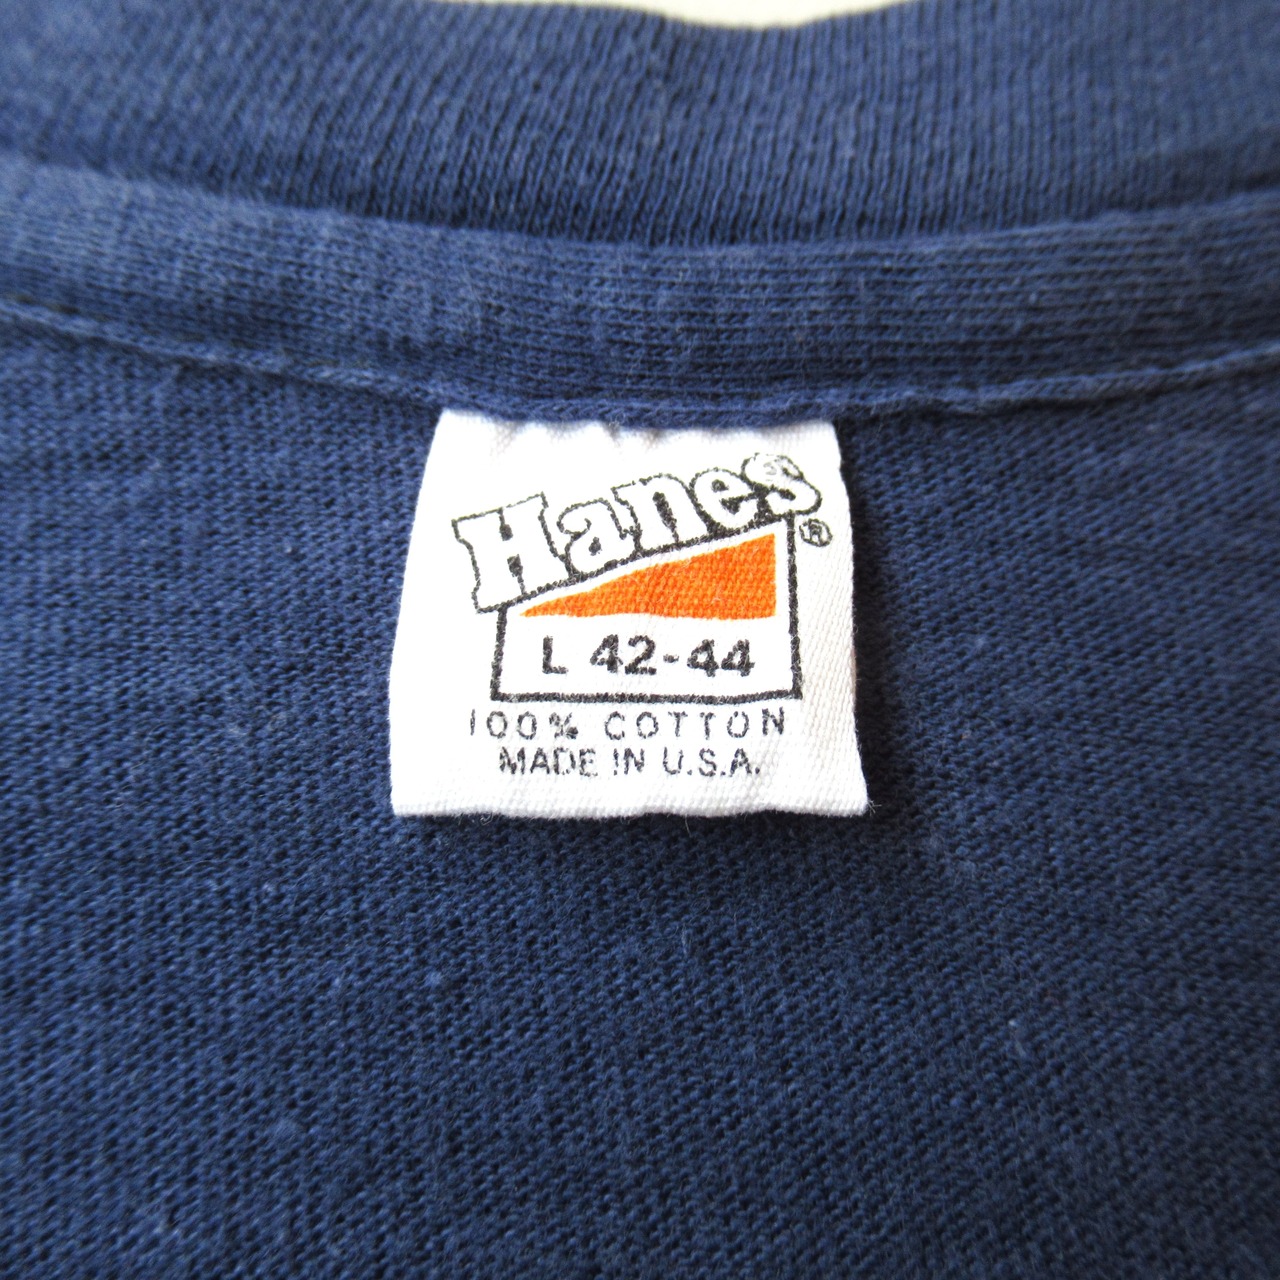 Hanes®
L 42-44
100% COTTON
MADE IN U.S.A.